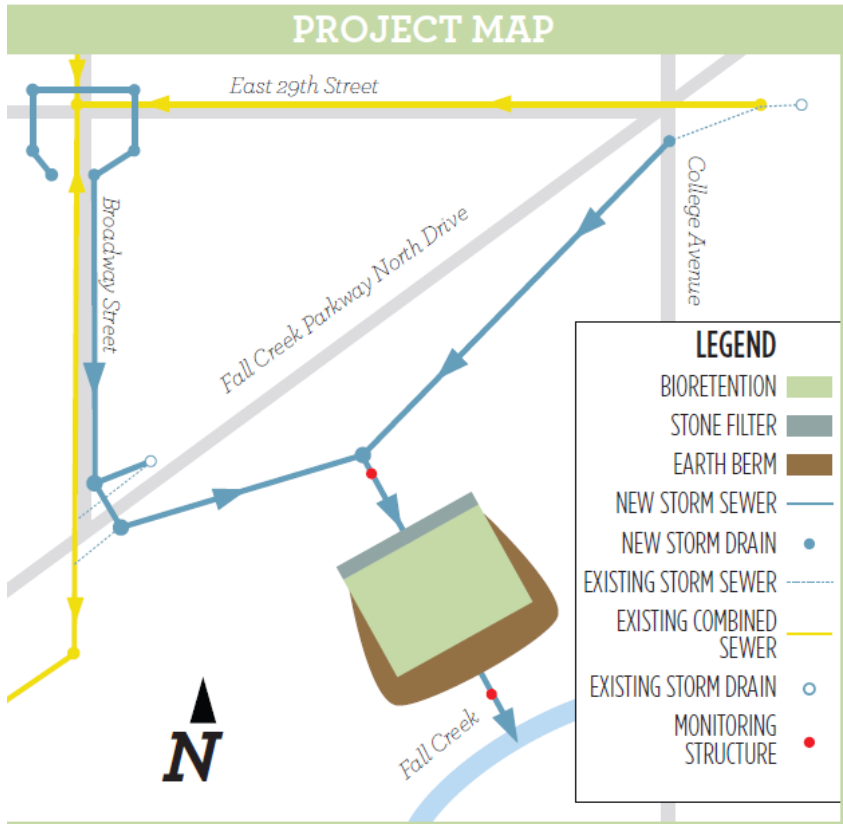 PROJECT MAP
East 29th Street
Broadway Street
Fall Creek Parkway North Drive
College Avenue
LEGEND
BIORETENTION
STONE FILTER
EARTH BERM
NEW STORM SEWER
NEW STORM DRAIN
EXISTING STORM SEWER
EXISTING COMBINED
SEWER
EXISTING STORM DRAIN
MONITORING
STRUCTURE
N
Fall Creek